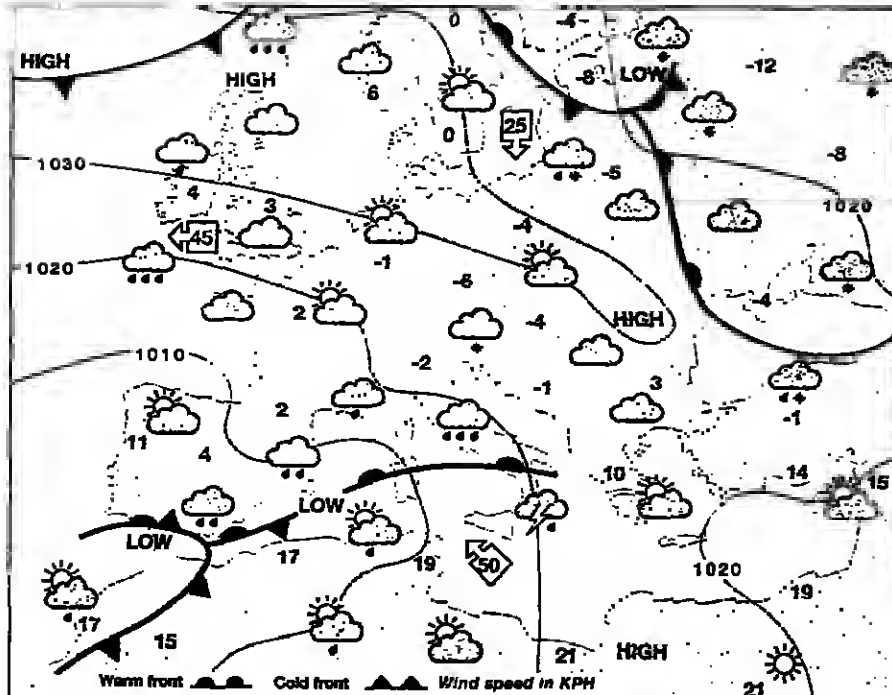 0 -4
HIGH
HIGH 6 -8 LOW -12
0 25
-5 -8
1030
4
3 -4 1020
45 -1
1020
-6 -4
2 -4 HIGH
1010 -2
-1 3
2 -1
11
4
10 14 15
LOW
LOW 17 19 50 1020
19
17
15
21 HIGH
21
Warm front Cold front Wind speed in KPH